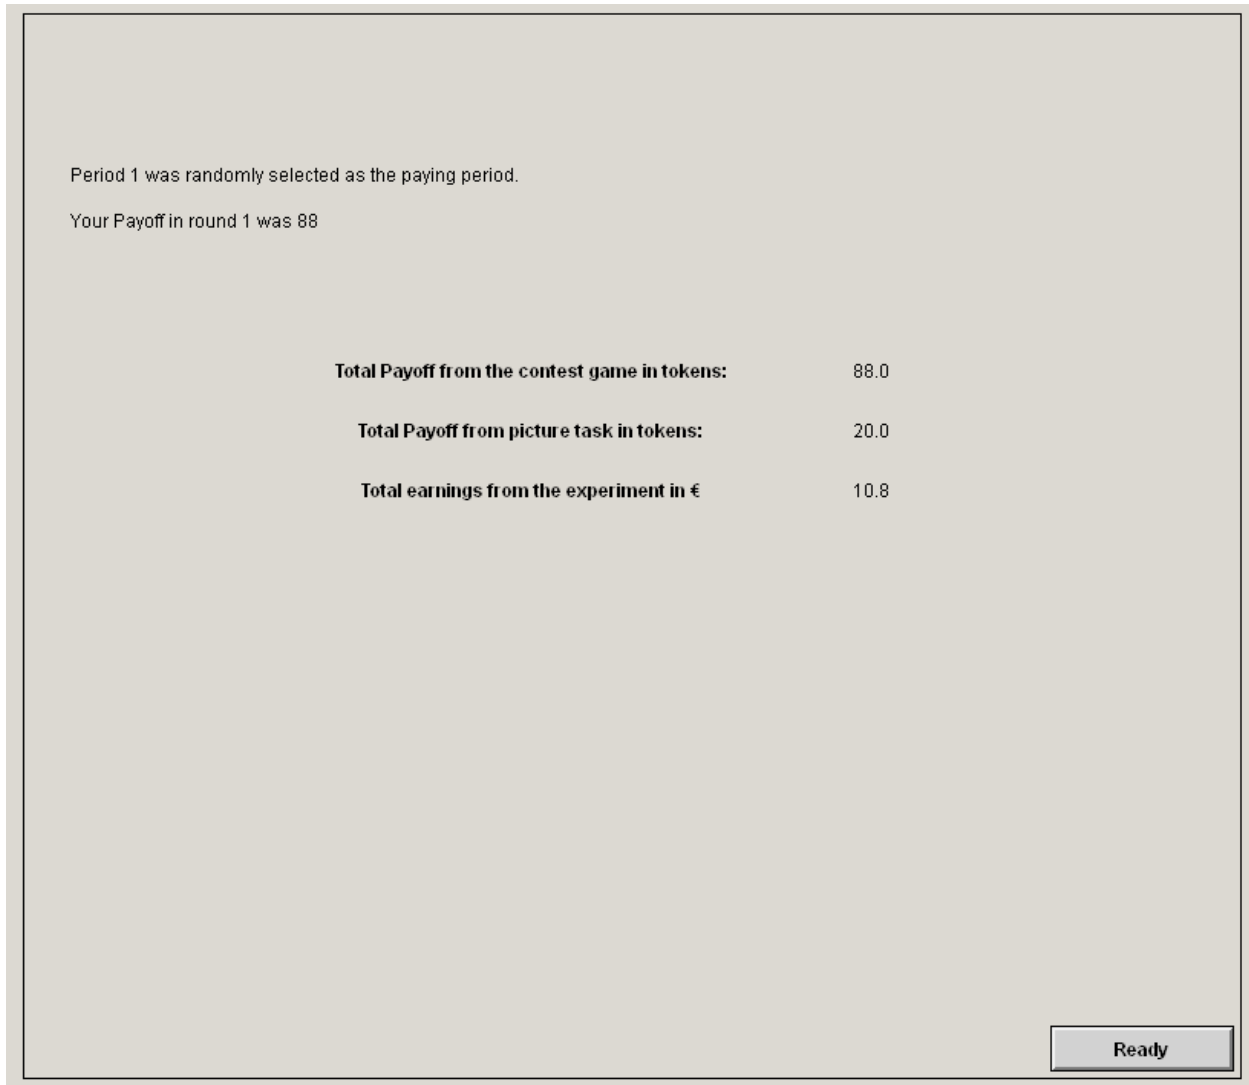 Period 1 was randomly selected as the paying period.
Your Payoff in round 1 was 88
Total Payoff from the contest game in tokens: 88.0
Total Payoff from picture task in tokens: 20.0
Total earnings from the experiment in € 10.8
Ready